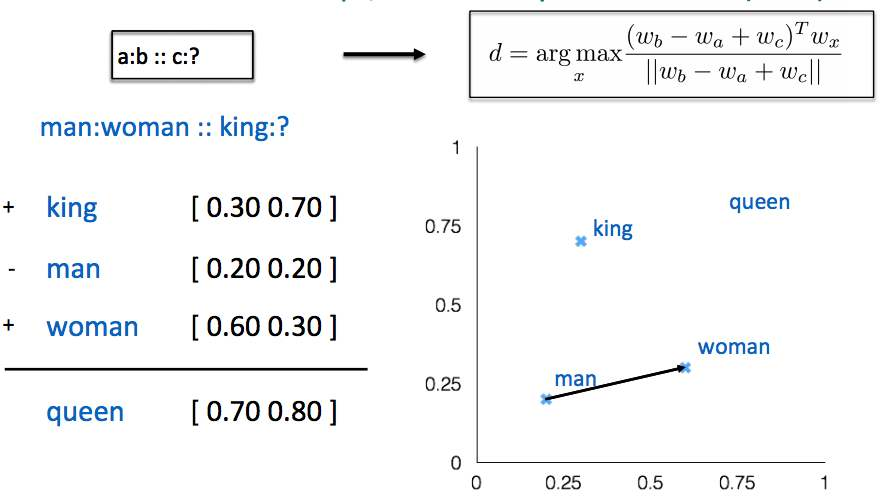 a:b :: c:?
d = arg max_x (w_b − w_a + w_c)^T w_x / ||w_b − w_a + w_c||
man:woman :: king:?
+ king [ 0.30 0.70 ]
- man [ 0.20 0.20 ]
+ woman [ 0.60 0.30 ]
queen [ 0.70 0.80 ]
1
0.75
0.5
0.25
0
queen
king
woman
man
0 0.25 0.5 0.75 1